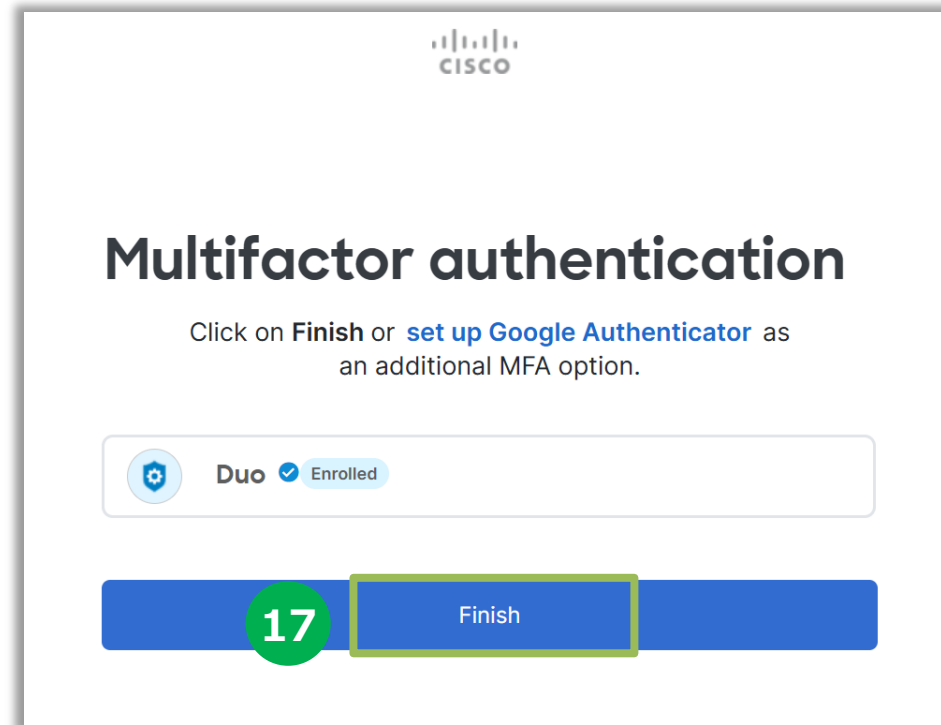 CISCO
Multifactor authentication
Click on Finish or set up Google Authenticator as
an additional MFA option.
Duo Enrolled
17 Finish